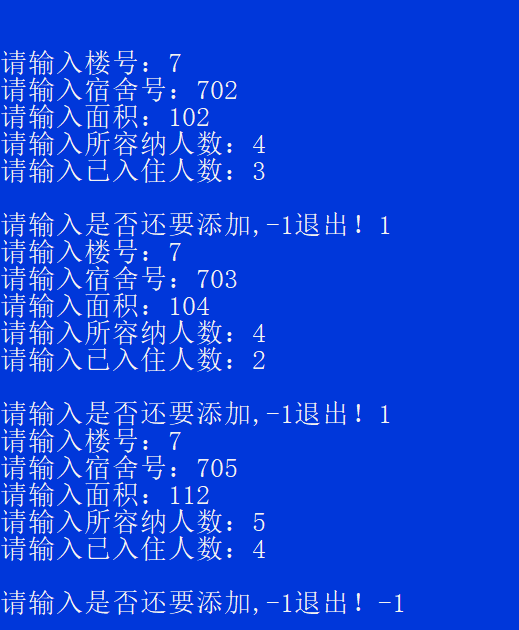 请输入楼号：7
请输入宿舍号：702
请输入面积：102
请输入所容纳人数：4
请输入已入住人数：3
请输入是否还要添加,-1退出！1
请输入楼号：7
请输入宿舍号：703
请输入面积：104
请输入所容纳人数：4
请输入已入住人数：2
请输入是否还要添加,-1退出！1
请输入楼号：7
请输入宿舍号：705
请输入面积：112
请输入所容纳人数：5
请输入已入住人数：4
请输入是否还要添加,-1退出！-1